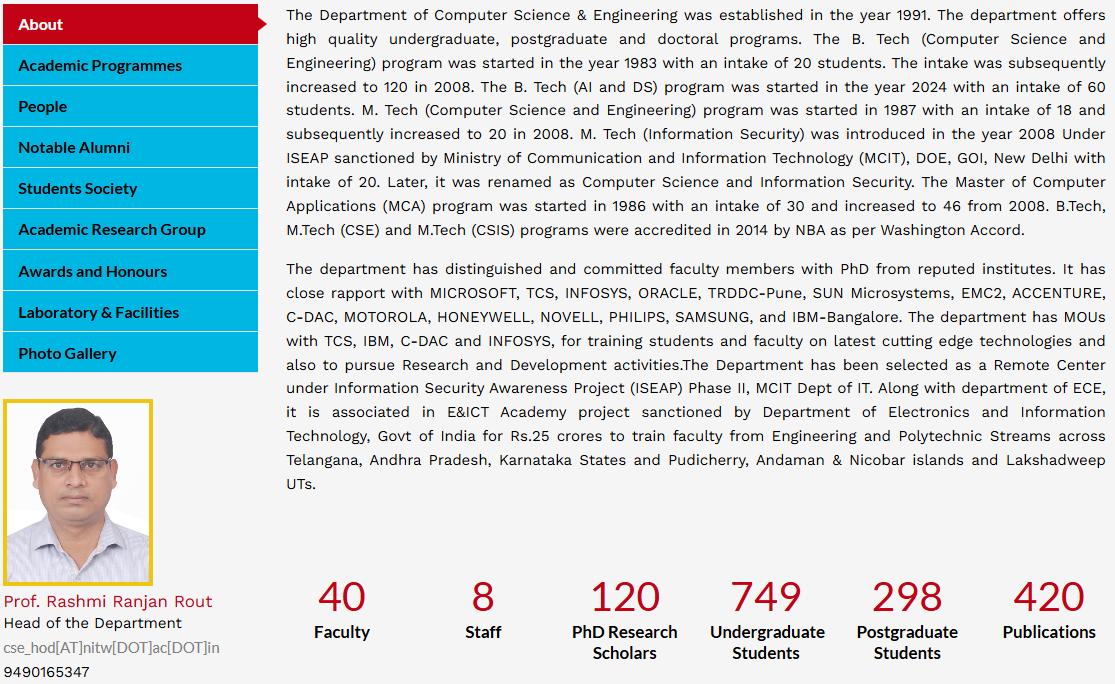 About
Academic Programmes
People
Notable Alumni
Students Society
Academic Research Group
Awards and Honours
Laboratory & Facilities
Photo Gallery
Prof. Rashmi Ranjan Rout
Head of the Department
cse_hod[AT]nitw[DOT]ac[DOT]in
9490165347
The Department of Computer Science & Engineering was established in the year 1991. The department offers
high quality undergraduate, postgraduate and doctoral programs. The B. Tech (Computer Science and
Engineering) program was started in the year 1983 with an intake of 20 students. The intake was subsequently
increased to 120 in 2008. The B. Tech (AI and DS) program was started in the year 2024 with an intake of 60
students. M. Tech (Computer Science and Engineering) program was started in 1987 with an intake of 18 and
subsequently increased to 20 in 2008. M. Tech (Information Security) was introduced in the year 2008 Under
ISEAP sanctioned by Ministry of Communication and Information Technology (MCIT), DOE, GOI, New Delhi with
intake of 20. Later, it was renamed as Computer Science and Information Security. The Master of Computer
Applications (MCA) program was started in 1986 with an intake of 30 and increased to 46 from 2008. B.Tech,
M.Tech (CSE) and M.Tech (CSIS) programs were accredited in 2014 by NBA as per Washington Accord.
The department has distinguished and committed faculty members with PhD from reputed institutes. It has
close rapport with MICROSOFT, TCS, INFOSYS, ORACLE, TRDDC-Pune, SUN Microsystems, EMC2, ACCENTURE,
C-DAC, MOTOROLA, HONEYWELL, NOVELL, PHILIPS, SAMSUNG, and IBM-Bangalore. The department has MOUs
with TCS, IBM, C-DAC and INFOSYS, for training students and faculty on latest cutting edge technologies and
also to pursue Research and Development activities.The Department has been selected as a Remote Center
under Information Security Awareness Project (ISEAP) Phase II, MCIT Dept of IT. Along with department of ECE,
it is associated in E&ICT Academy project sanctioned by Department of Electronics and Information
Technology, Govt of India for Rs.25 crores to train faculty from Engineering and Polytechnic Streams across
Telangana, Andhra Pradesh, Karnataka States and Pudicherry, Andaman & Nicobar islands and Lakshadweep
UTs.
40
Faculty
8
Staff
120
PhD Research
Scholars
749
Undergraduate
Students
298
Postgraduate
Students
420
Publications